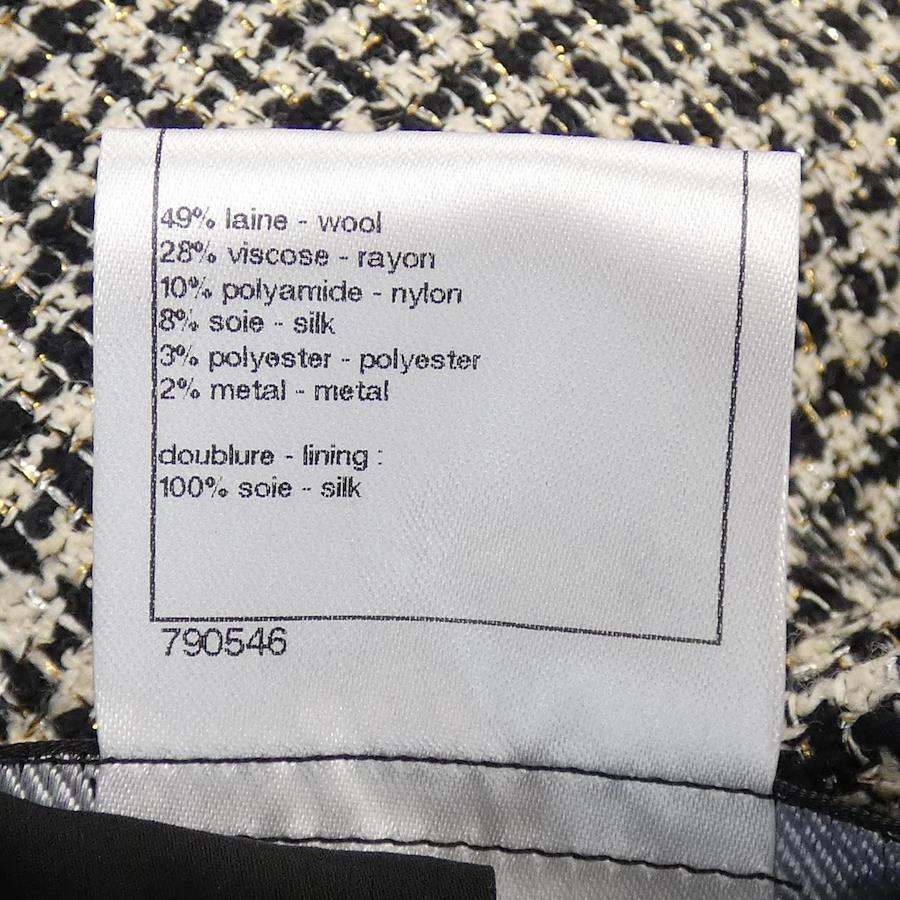 49% laine - wool
28% viscose - rayon
10% polyamide - nylon
8% soie - silk
3% polyester - polyester
2% metal - metal
doublure - lining :
100% soie - silk
790546